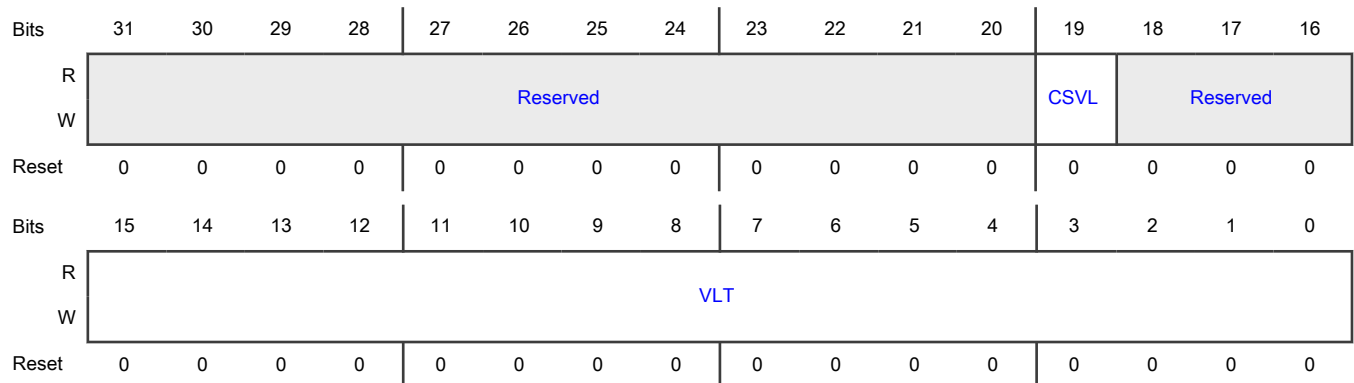 Bits 31 30 29 28 27 26 25 24 23 22 21 20 19 18 17 16
R
Reserved CSVL Reserved
W
Reset 0 0 0 0 0 0 0 0 0 0 0 0 0 0 0 0
Bits 15 14 13 12 11 10 9 8 7 6 5 4 3 2 1 0
R
VLT
W
Reset 0 0 0 0 0 0 0 0 0 0 0 0 0 0 0 0